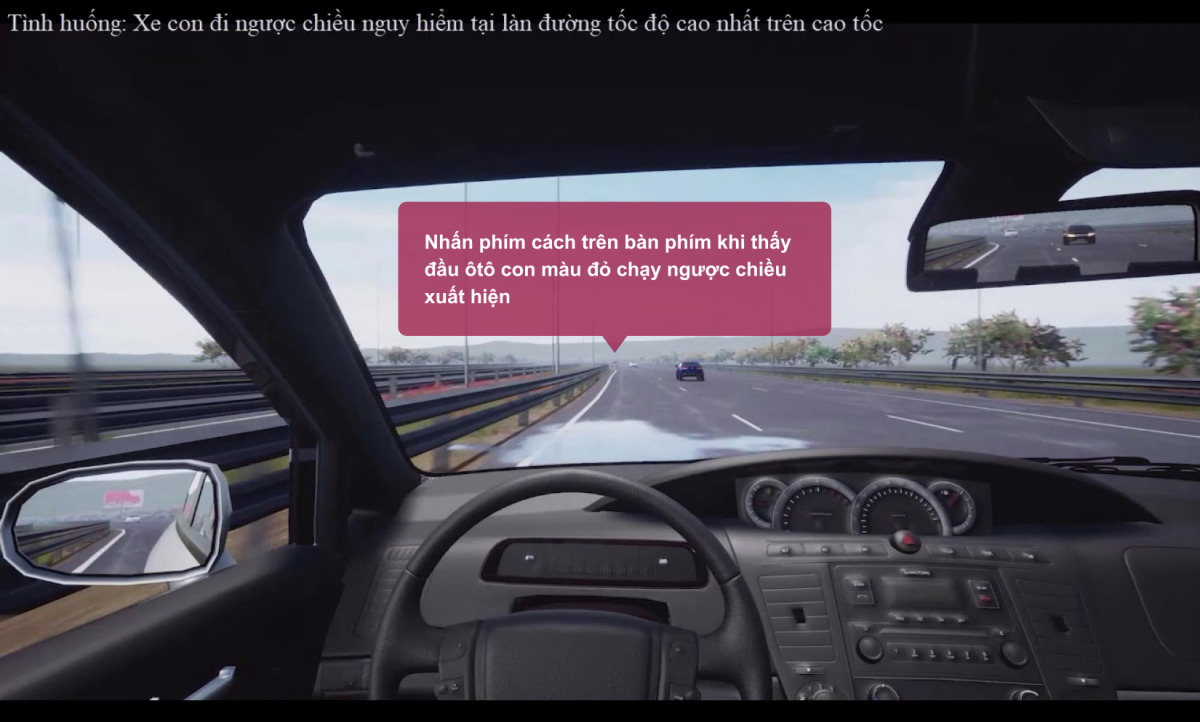 Tình huống: Xe con đi ngược chiều nguy hiểm tại làn đường tốc độ cao nhất trên cao tốc
Nhấn phím cách trên bàn phím khi thấy
đầu ôtô con màu đỏ chạy ngược chiều
xuất hiện